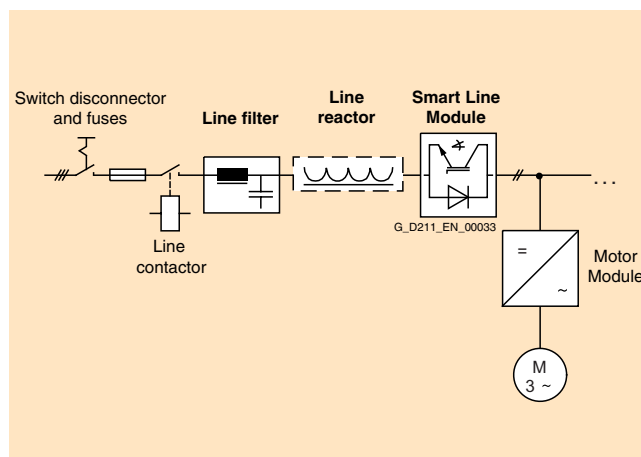 Switch disconnector
and fuses
Line filter
Line
reactor
Smart Line
Module
G_D211_EN_00033
Line
contactor
...
=
~
Motor
Module
M
3 ~